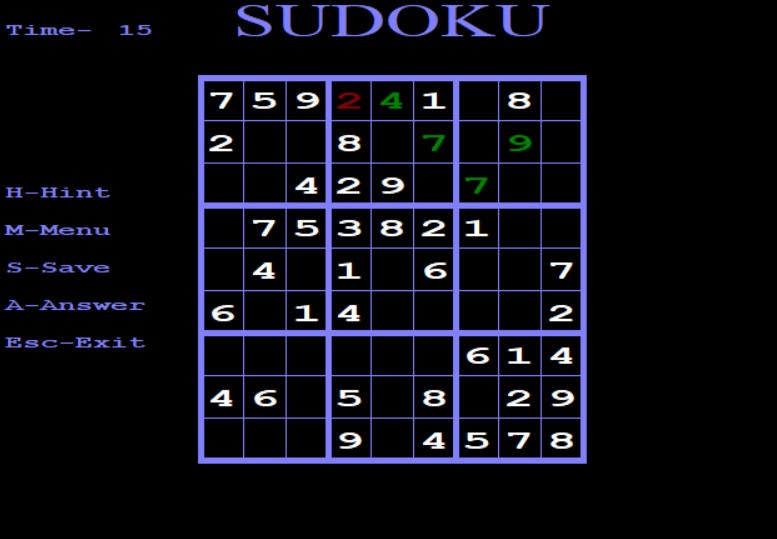 SUDOKU
Time- 15
7 5 9 2 4 1 8
2 8 7 9
4 2 9 7
H-Hint
7 5 3 8 2 1
M-Menu
4 1 6 7
S-Save
6 1 4 2
A-Answer
6 1 4
Esc-Exit
4 6 5 8 2 9
9 4 5 7 8